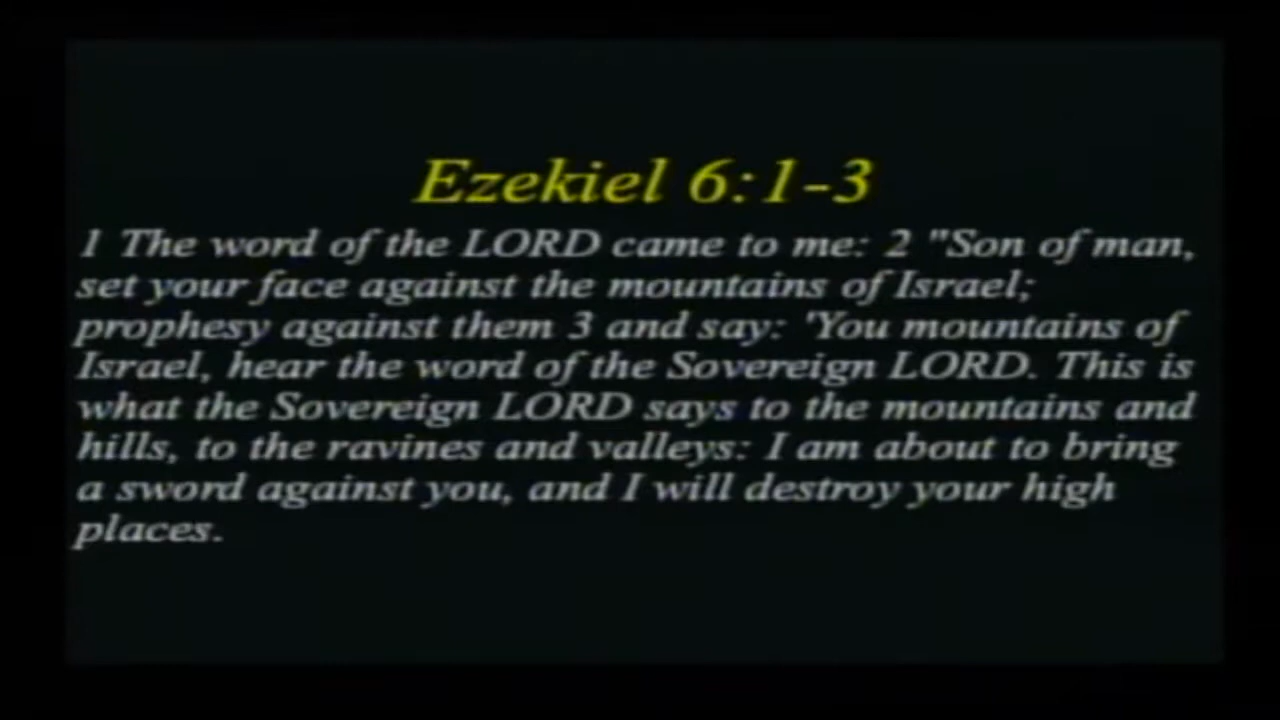 Ezekiel 6:1-3
1 The word of the LORD came to me: 2 "Son of man,
set your face against the mountains of Israel;
prophesy against them 3 and say: 'You mountains of
Israel, hear the word of the Sovereign LORD. This is
what the Sovereign LORD says to the mountains and
hills, to the ravines and valleys: I am about to bring
a sword against you, and I will destroy your high
places.